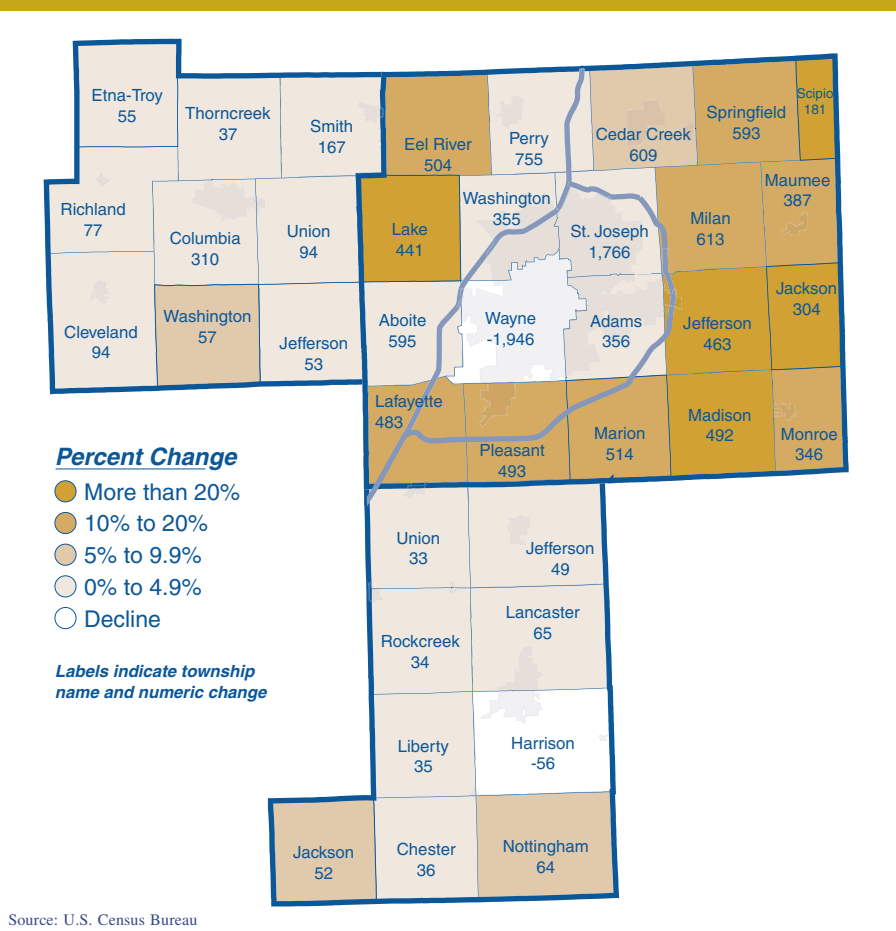 Etna-Troy
55
Thorncreek
37
Smith
167
Eel River
504
Perry
755
Cedar Creek
609
Springfield
593
Scipio
181
Richland
77
Columbia
310
Union
94
Lake
441
Washington
355
St. Joseph
1,766
Milan
613
Maumee
387
Cleveland
94
Washington
57
Jefferson
53
Aboite
595
Wayne
-1,946
Adams
356
Jefferson
463
Jackson
304
Lafayette
483
Pleasant
493
Marion
514
Madison
492
Monroe
346
Percent Change
More than 20%
10% to 20%
5% to 9.9%
0% to 4.9%
Decline
Labels indicate township
name and numeric change
Union
33
Jefferson
49
Rockcreek
34
Lancaster
65
Liberty
35
Harrison
-56
Jackson
52
Chester
36
Nottingham
64
Source: U.S. Census Bureau